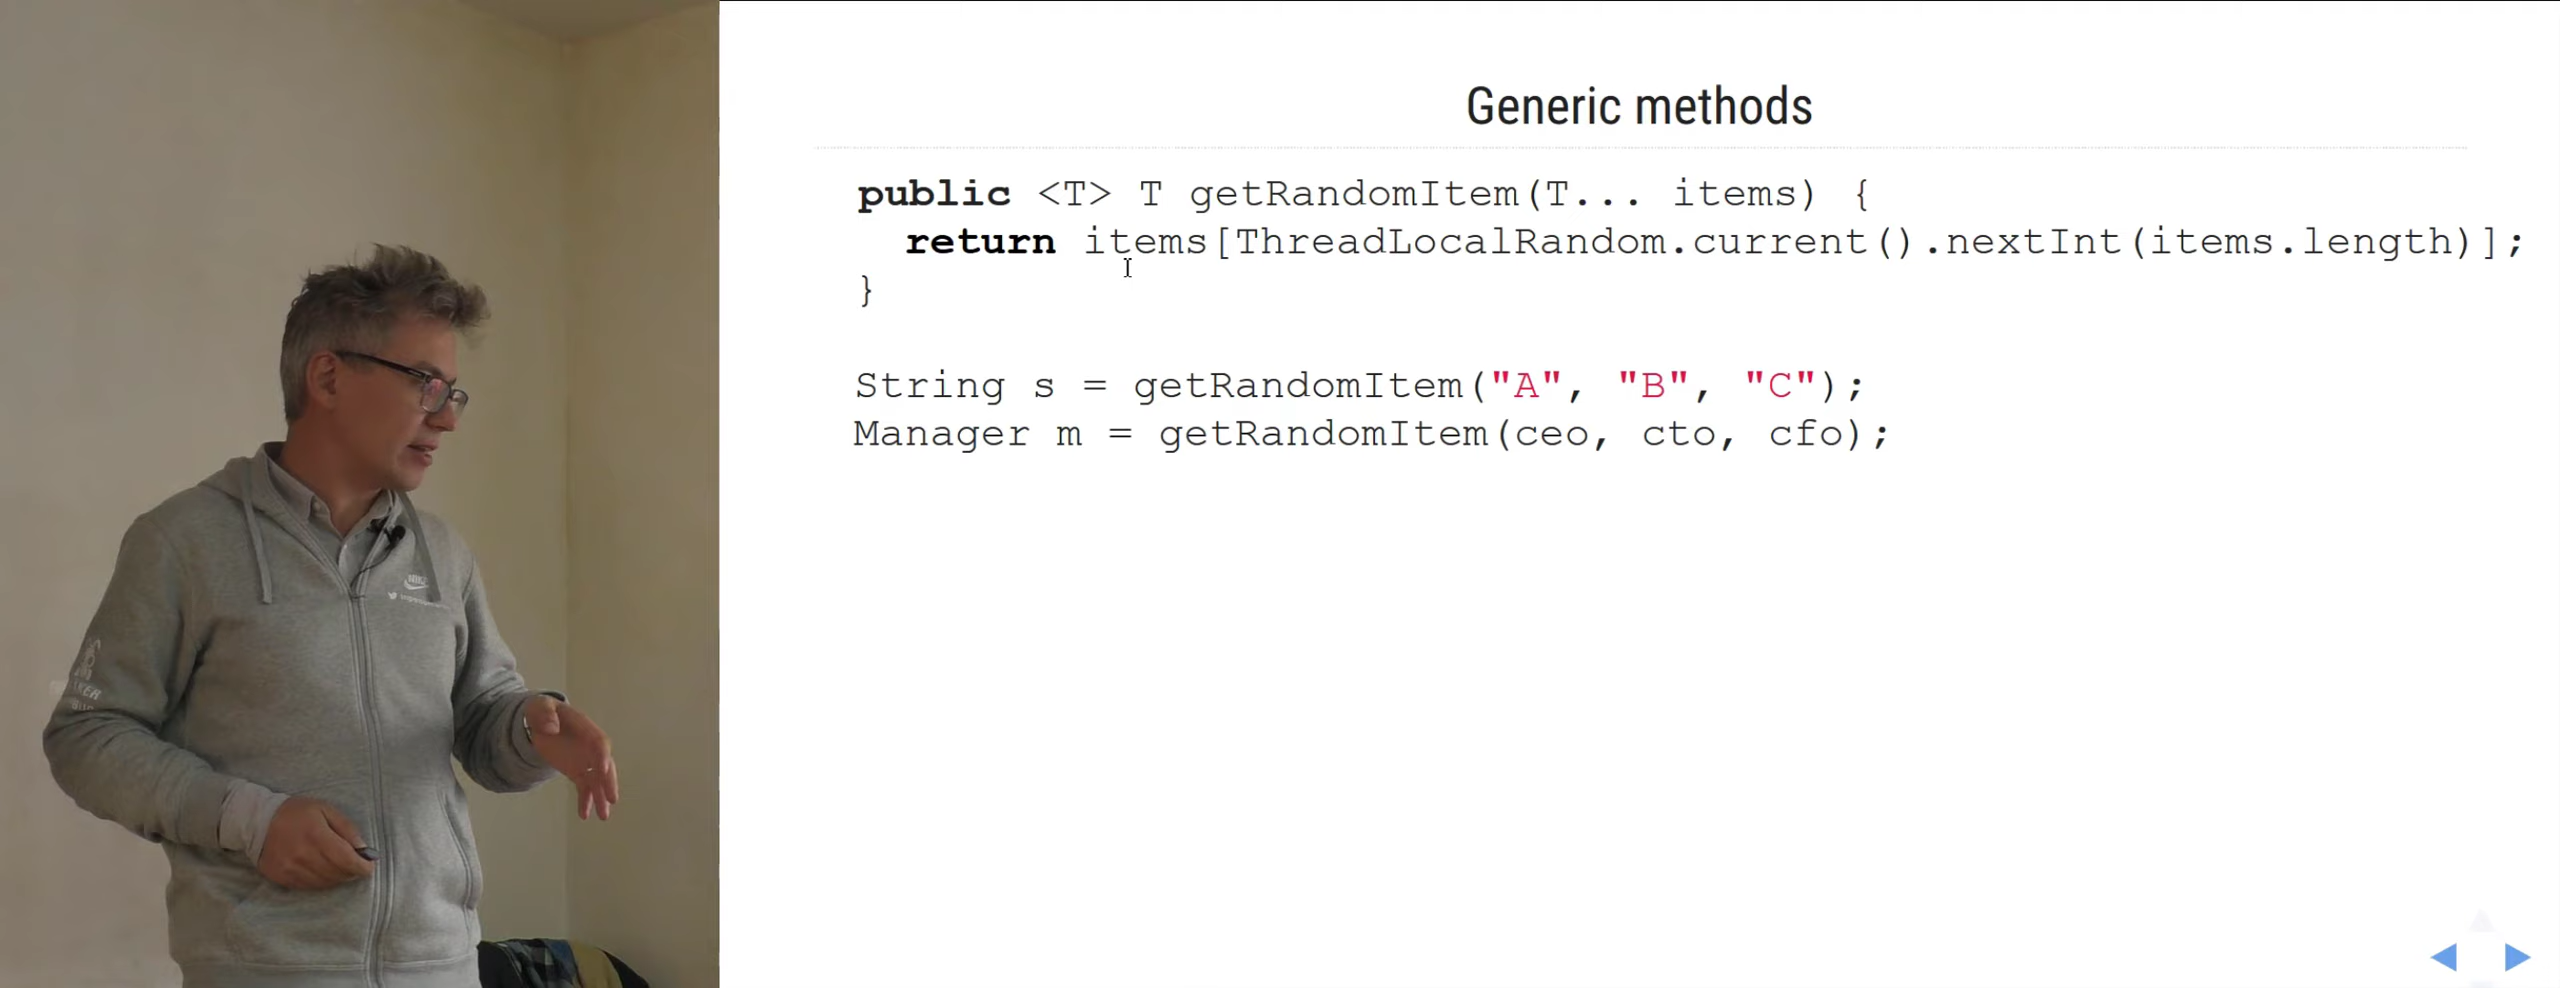 Generic methods
public <T> T getRandomItem(T... items) {
return items[ThreadLocalRandom.current().nextInt(items.length)];
}
String s = getRandomItem("A", "B", "C");
Manager m = getRandomItem(ceo, cto, cfo);
NIKE